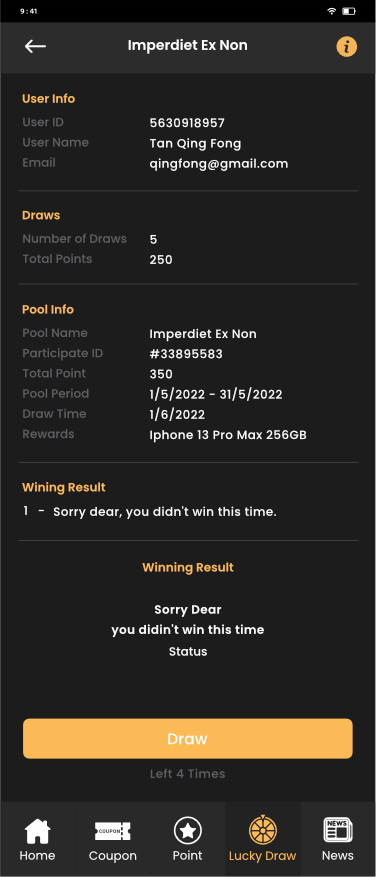 9:41
Imperdiet Ex Non
i
User Info
User ID 5630918957
User Name Tan Qing Fong
Email qingfong@gmail.com
Draws
Number of Draws 5
Total Points 250
Pool Info
Pool Name Imperdiet Ex Non
Participate ID #33895583
Total Point 350
Pool Period 1/5/2022 - 31/5/2022
Draw Time 1/6/2022
Rewards Iphone 13 Pro Max 256GB
Wining Result
1 - Sorry dear, you didn't win this time.
Winning Result
Sorry Dear
you didin't win this time
Status
Draw
Left 4 Times
COUPON NEWS
Home Coupon Point Lucky Draw News